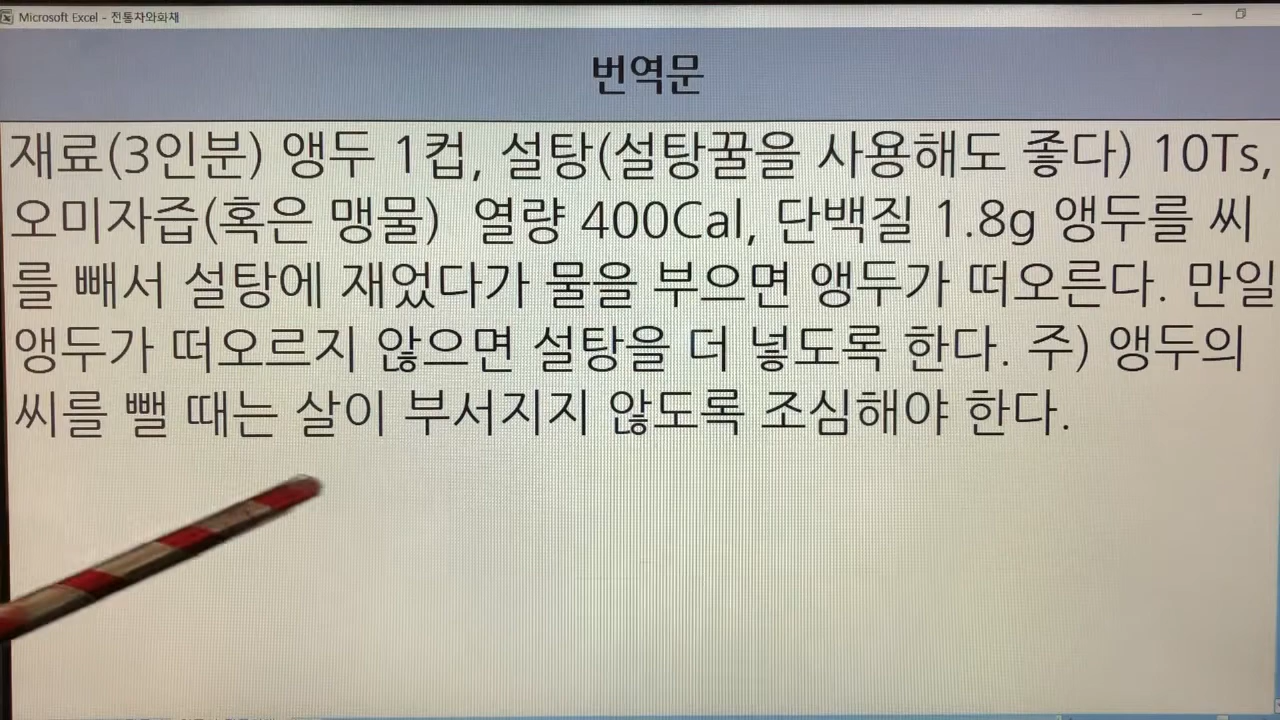 Microsoft Excel - 전통차와화채
번역문
재료(3인분) 앵두 1컵, 설탕(설탕꿀을 사용해도 좋다) 10Ts,
오미자즙(혹은 맹물)  열량 400Cal, 단백질 1.8g 앵두를 씨
를 빼서 설탕에 재었다가 물을 부으면 앵두가 떠오른다. 만일
앵두가 떠오르지 않으면 설탕을 더 넣도록 한다. 주) 앵두의
씨를 뺄 때는 살이 부서지지 않도록 조심해야 한다.